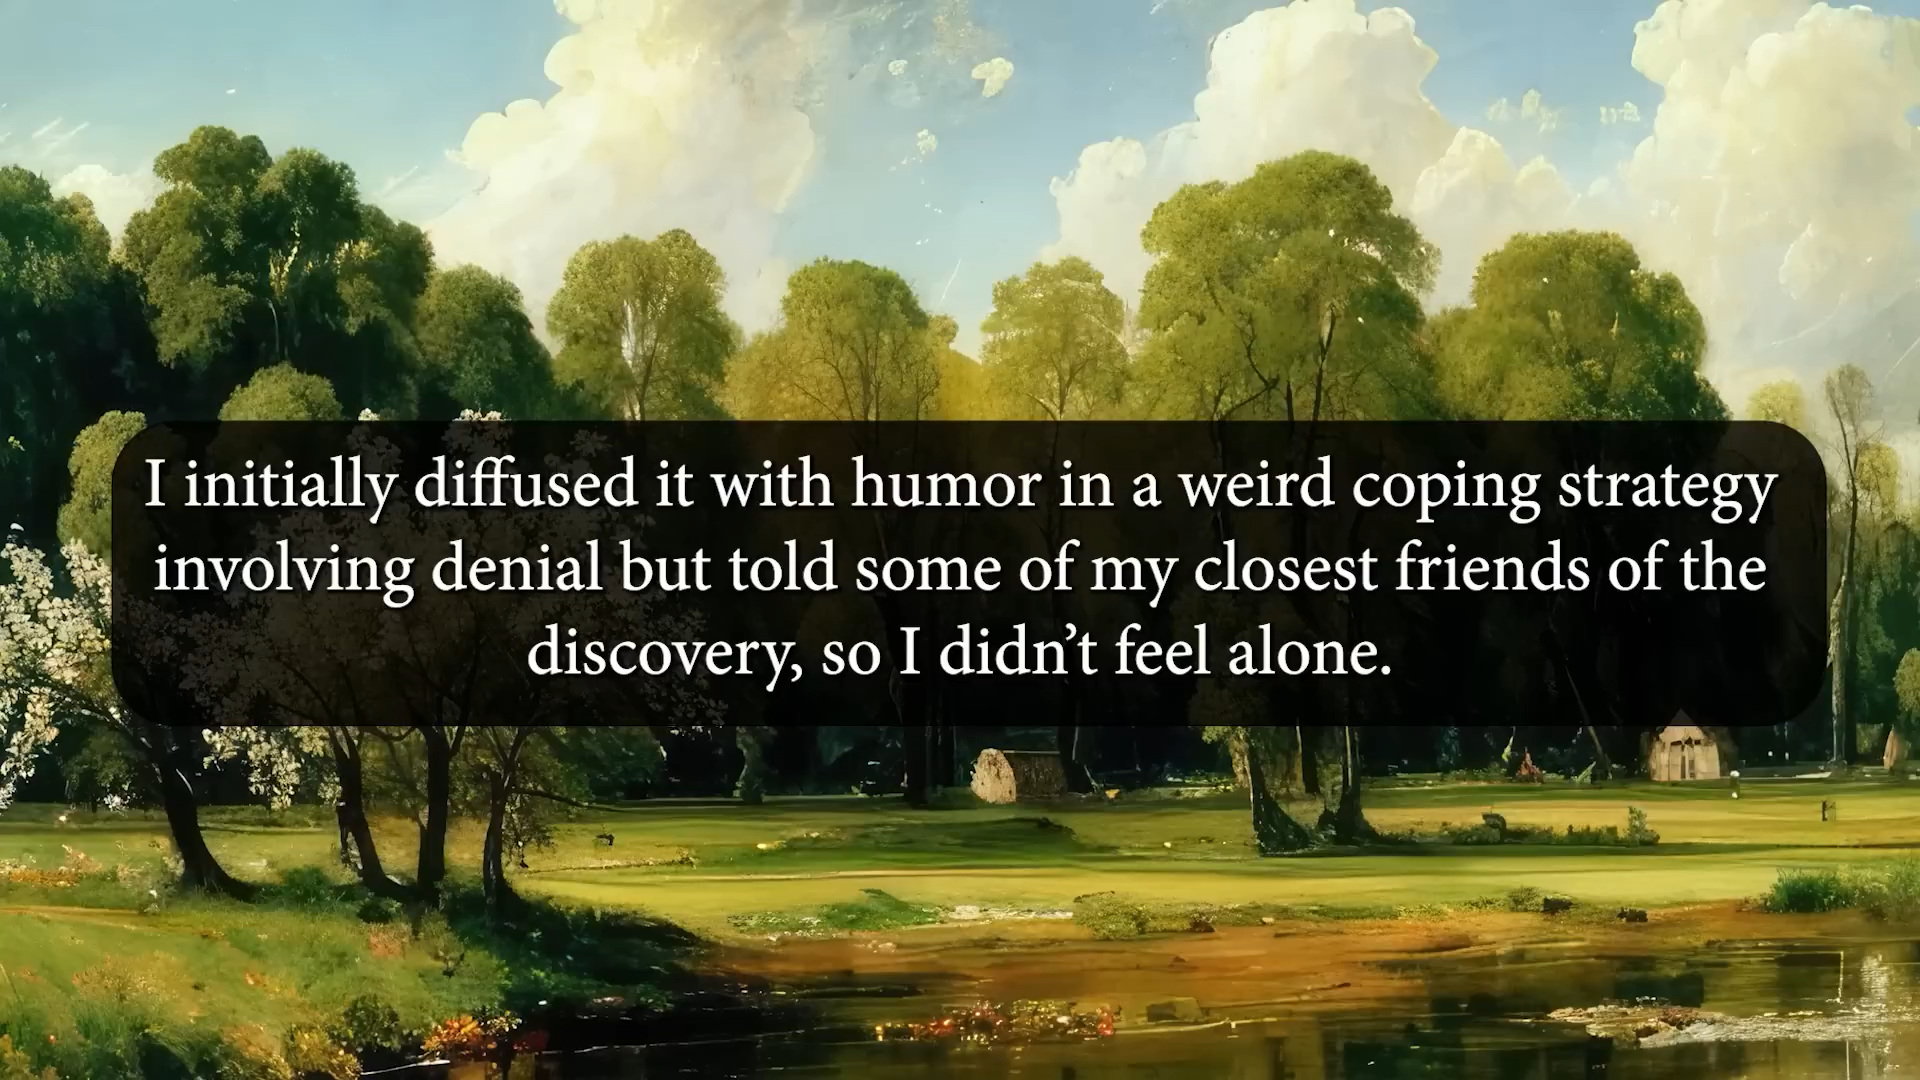 I initially diffused it with humor in a weird coping strategy
involving denial but told some of my closest friends of the
discovery, so I didn’t feel alone.